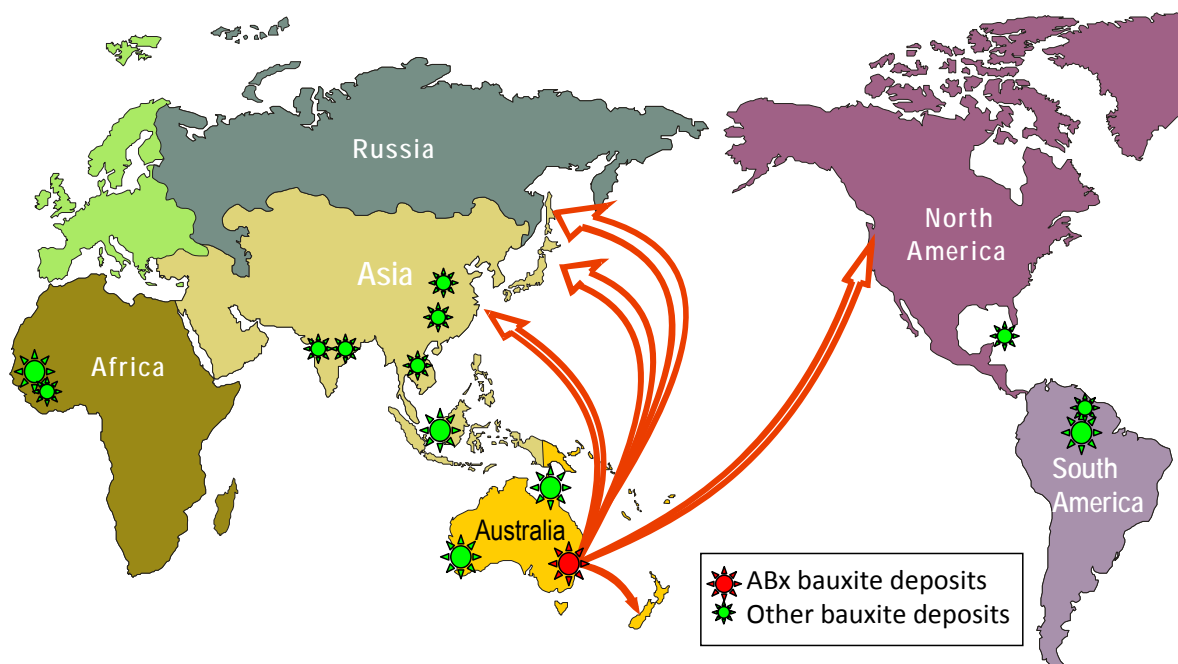 Russia
North
America
Asia
Africa
South
America
Australia
ABx bauxite deposits
Other bauxite deposits